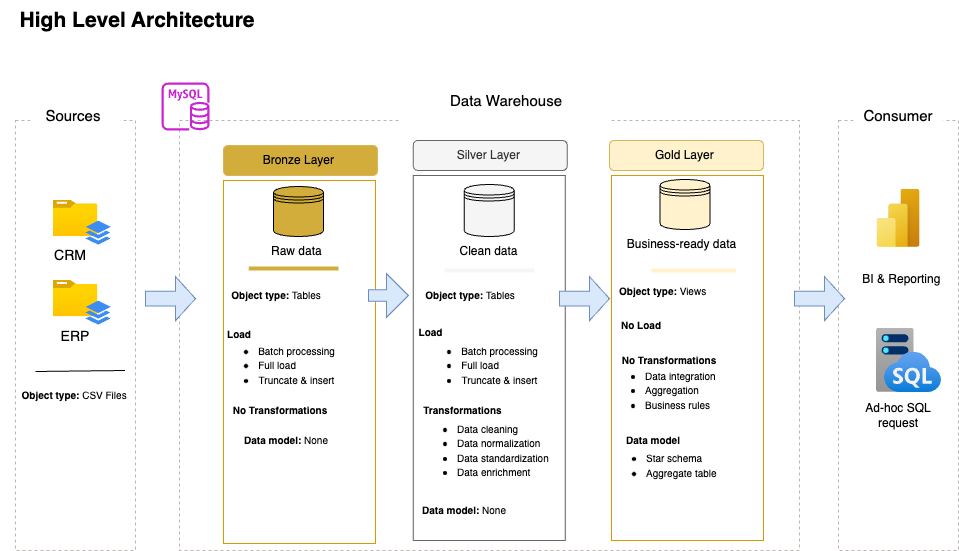 High Level Architecture
Sources
CRM
ERP
Object type: CSV Files
MySQL
Data Warehouse
Bronze Layer
Raw data
Object type: Tables
Load
Batch processing
Full load
Truncate & insert
No Transformations
Data model: None
Silver Layer
Clean data
Object type: Tables
Load
Batch processing
Full load
Truncate & insert
Transformations
Data cleaning
Data normalization
Data standardization
Data enrichment
Data model: None
Gold Layer
Business-ready data
Object type: Views
No Load
No Transformations
Data integration
Aggregation
Business rules
Data model
Star schema
Aggregate table
Consumer
BI & Reporting
SQL
Ad-hoc SQL
request